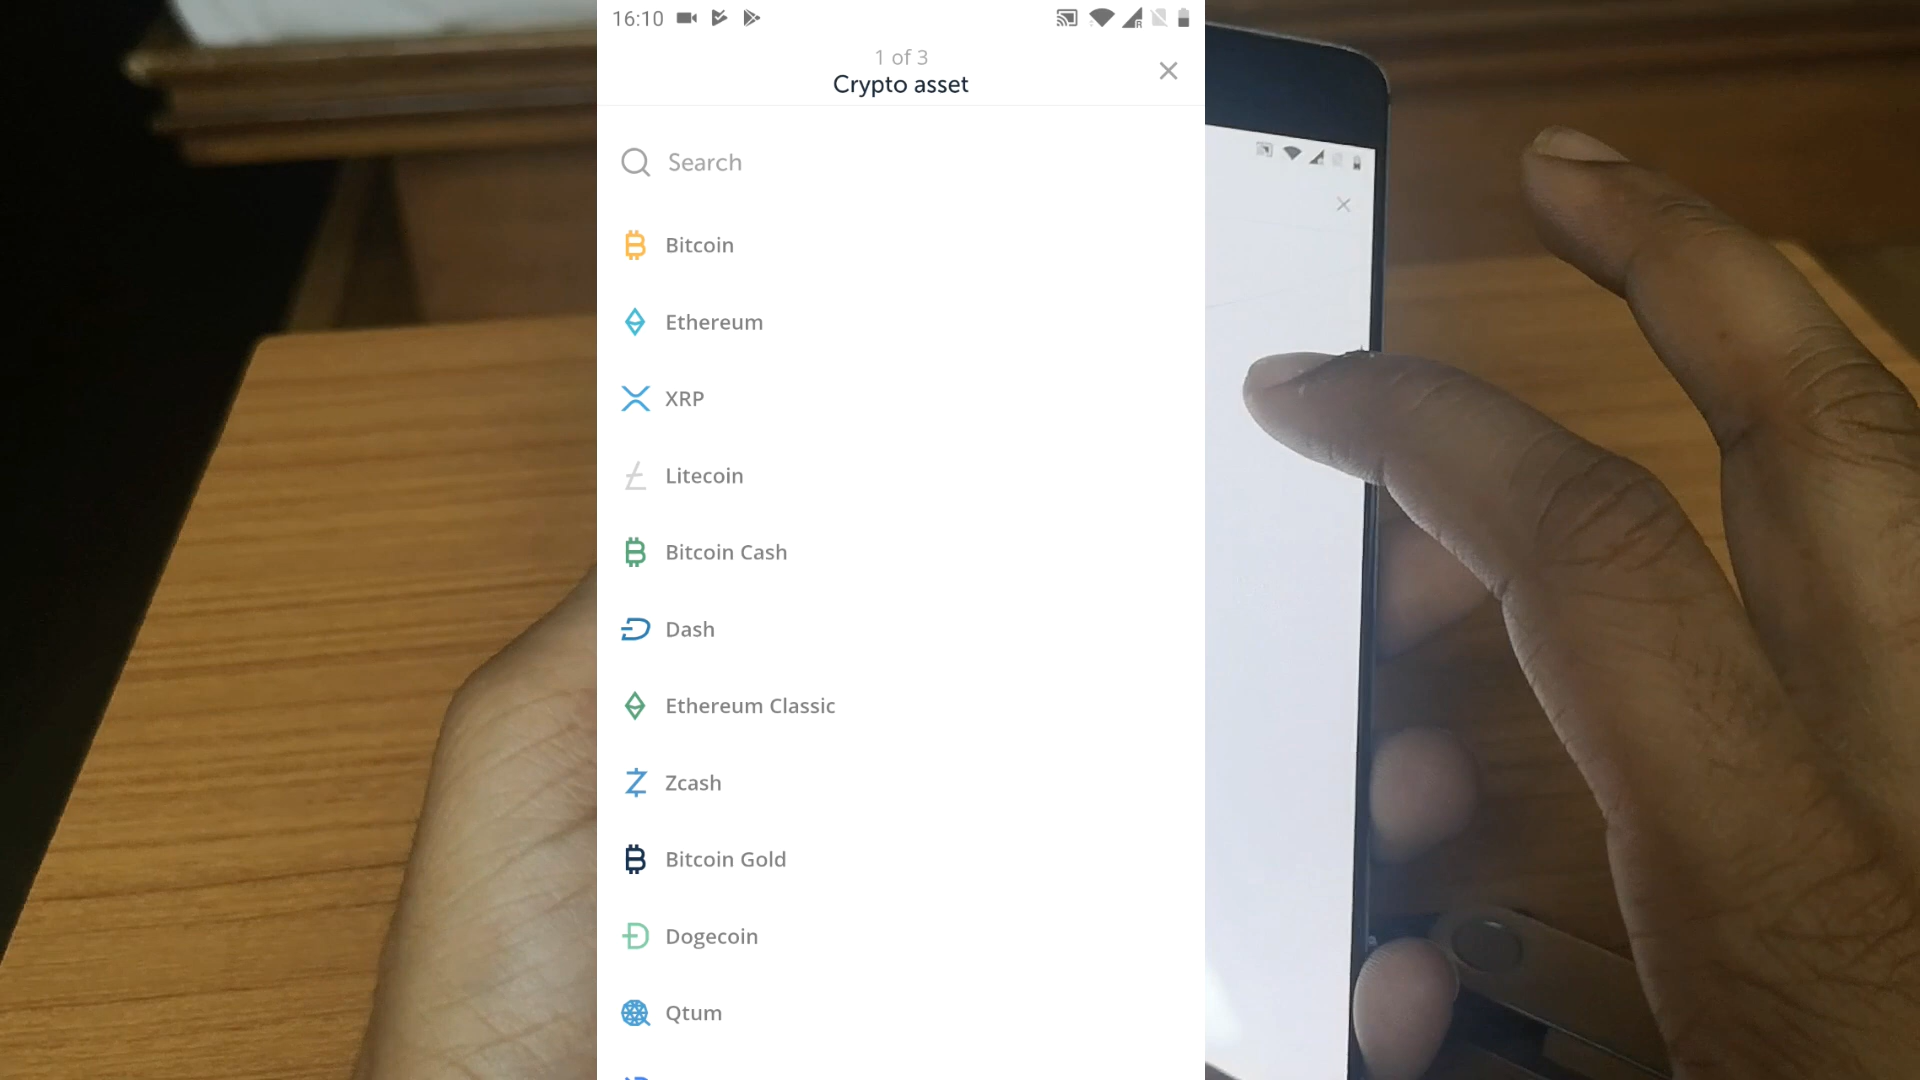 16:10
1 of 3
Crypto asset
Search
Bitcoin
Ethereum
XRP
Litecoin
Bitcoin Cash
Dash
Ethereum Classic
Zcash
Bitcoin Gold
Dogecoin
Qtum